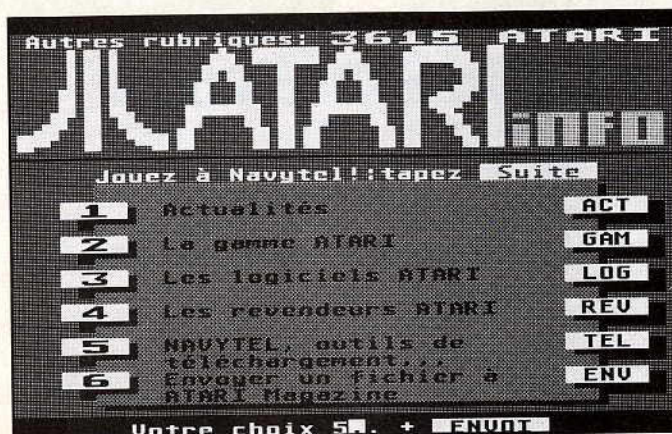 Autres rubriques: 3615 ATARI
ATARI info
Jouez à Navytel!:tapez Suite
1 Actualités ACT
2 La gamme ATARI GAM
3 Les logiciels ATARI LOG
4 Les revendeurs ATARI REV
5 NAVYTEL, outils de TEL
téléchargement...
6 Envoyer un fichier à ENV
ATARI Magazine
Votre choix 5.. + ENVOI